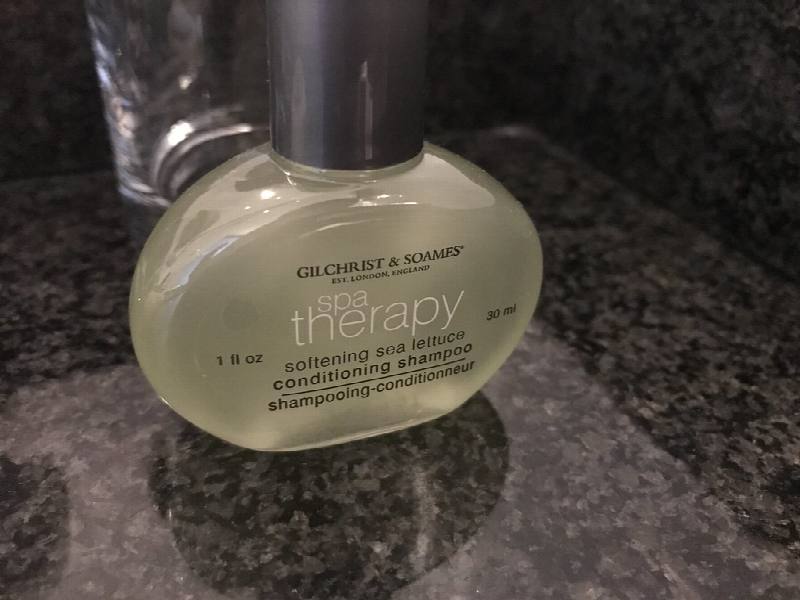 GILCHRIST & SOAMES®
EST. LONDON, ENGLAND
spa
therapy
1 fl oz
30 ml
softening sea lettuce
conditioning shampoo
shampooing-conditionneur